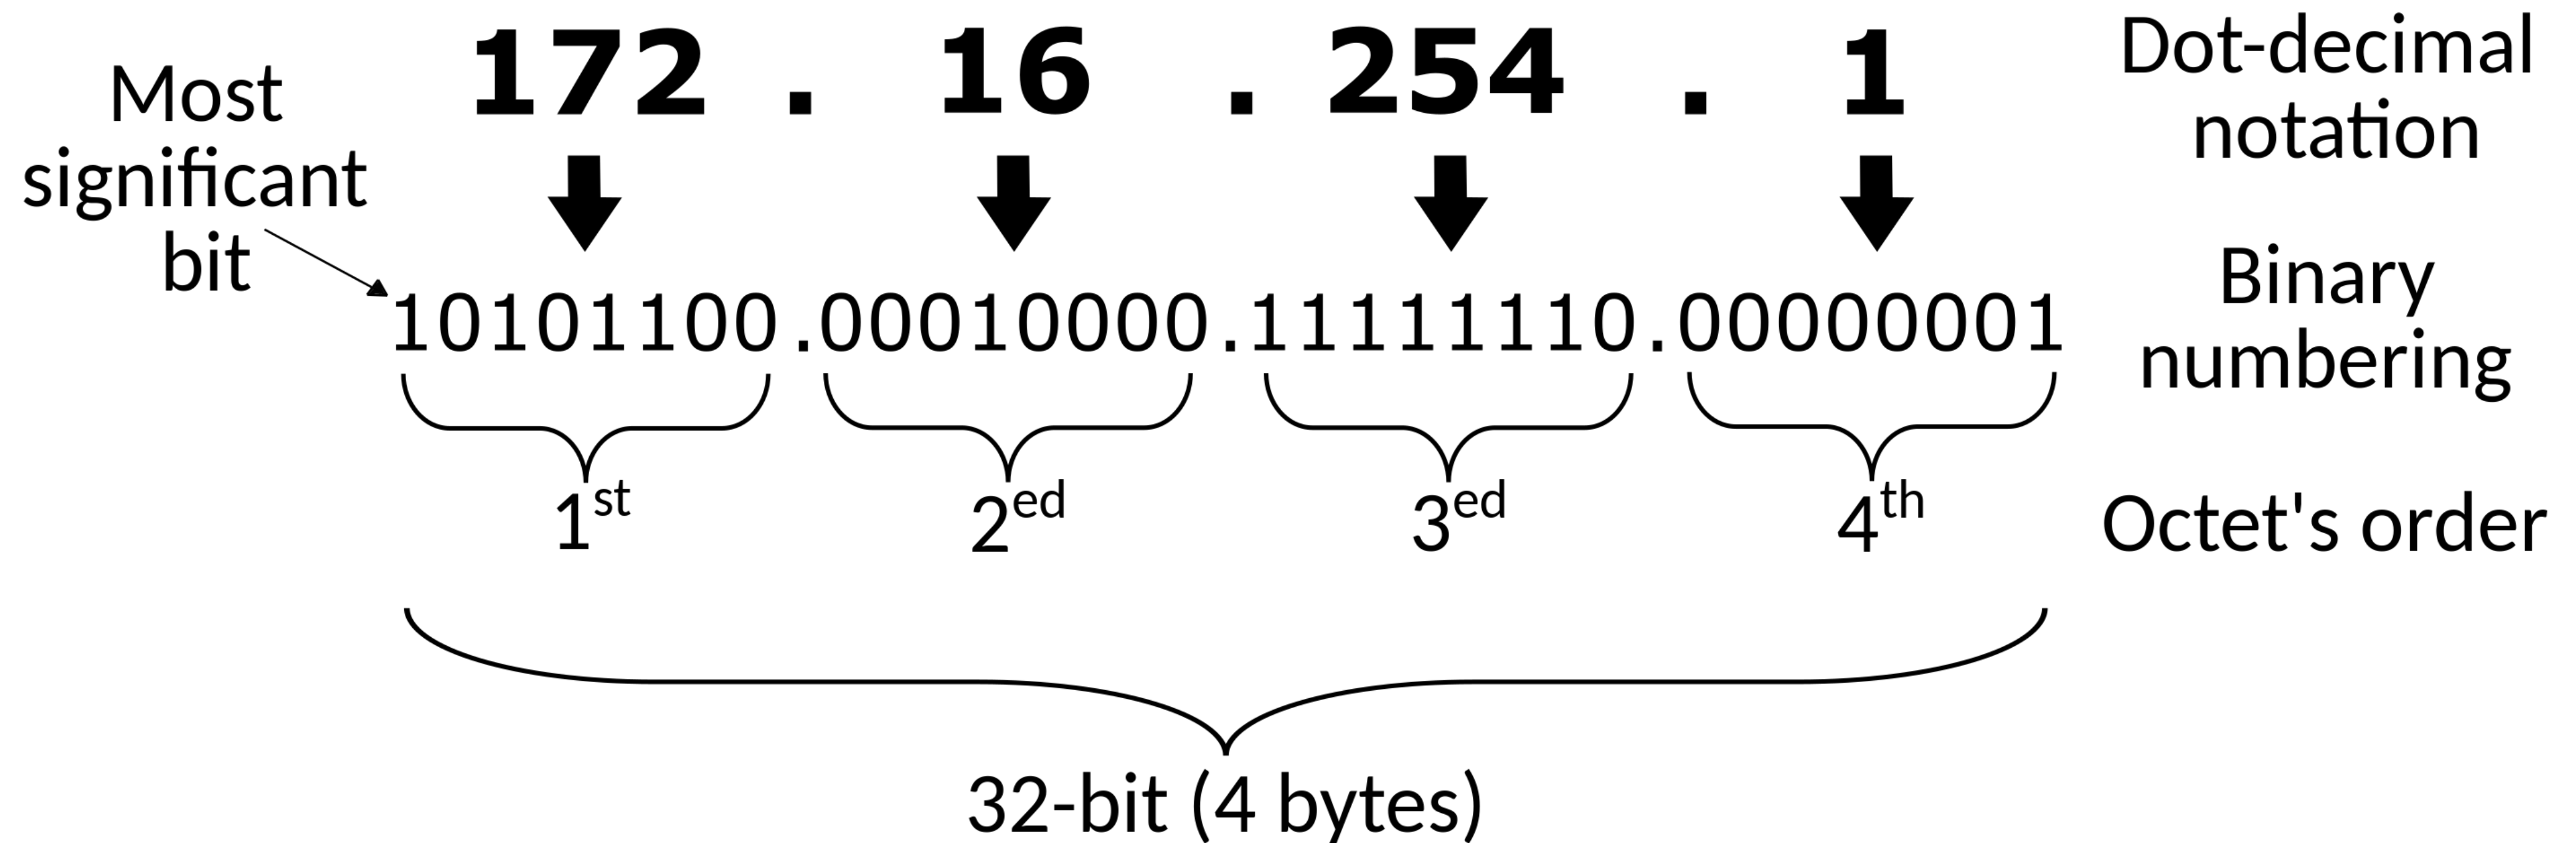 172 . 16 . 254 . 1
Dot-decimal
notation
Most
significant
bit
10101100.00010000.11111110.00000001
Binary
numbering
1st 2ed 3ed 4th
Octet's order
32-bit (4 bytes)